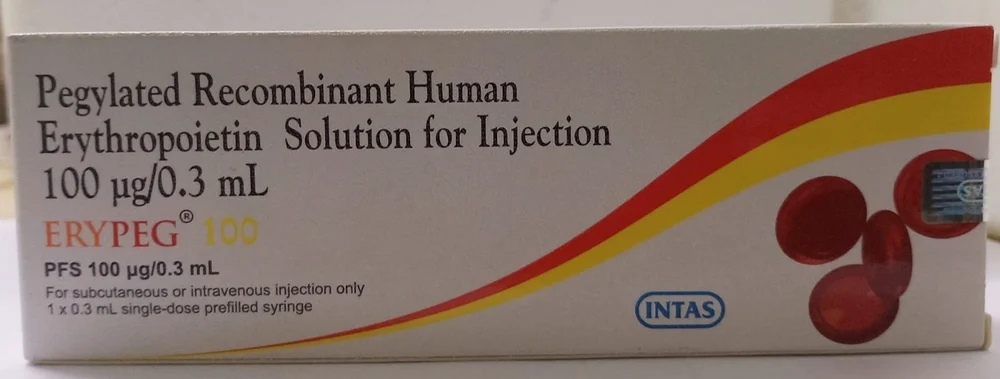 Pegylated Recombinant Human
Erythropoietin Solution for Injection
100 µg/0.3 mL
ERYPEG® 100
PFS 100 µg/0.3 mL
For subcutaneous or intravenous injection only
1 x 0.3 mL single-dose prefilled syringe
INTAS